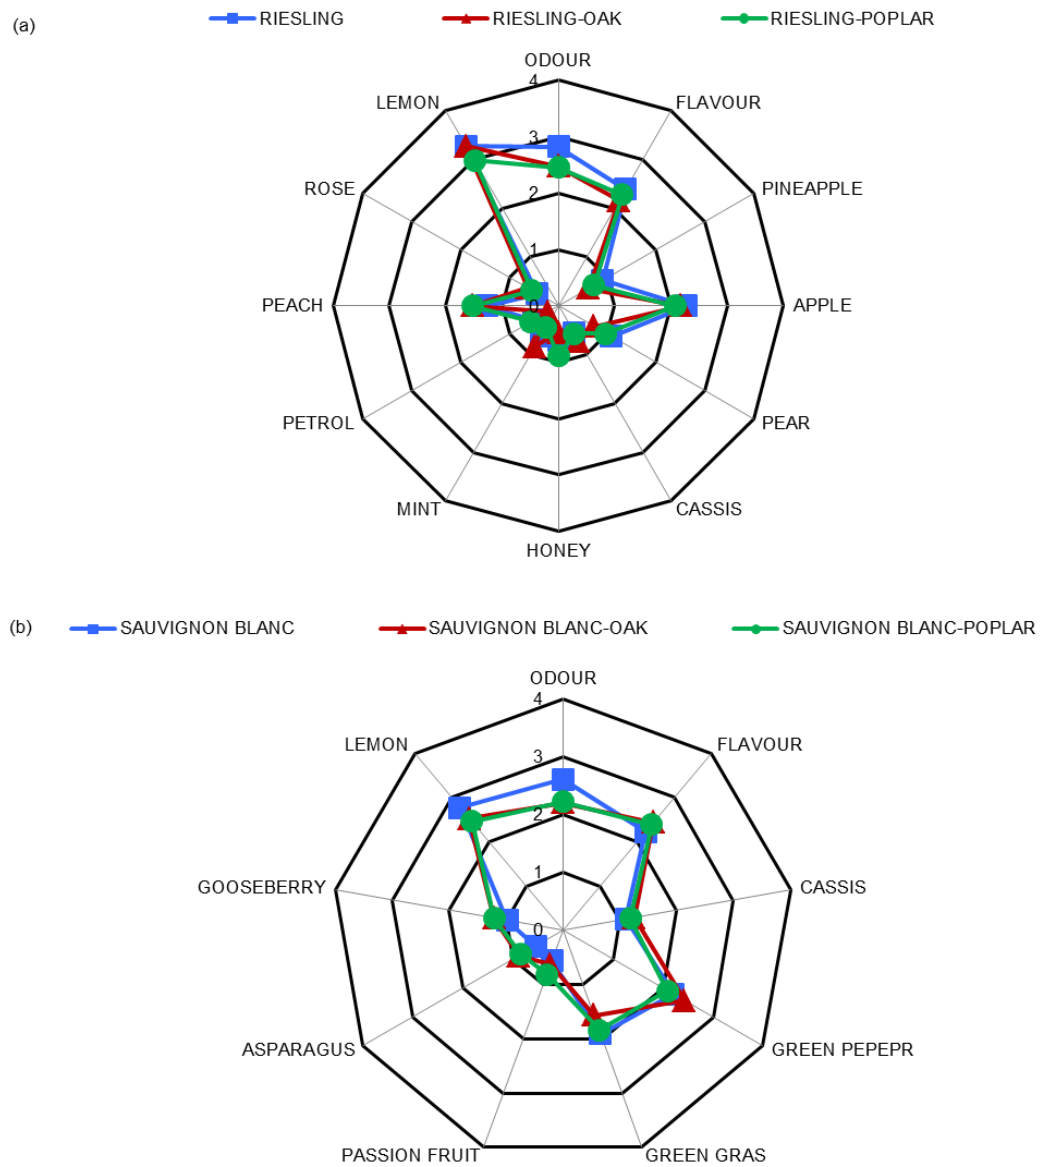 (a)
RIESLING RIESLING-OAK RIESLING-POPLAR
ODOUR
FLAVOUR
PINEAPPLE
APPLE
PEAR
CASSIS
HONEY
MINT
PETROL
PEACH
ROSE
LEMON
4
3
2
1
0
(b)
SAUVIGNON BLANC SAUVIGNON BLANC-OAK SAUVIGNON BLANC-POPLAR
ODOUR
FLAVOUR
CASSIS
GREEN PEPEPR
GREEN GRAS
PASSION FRUIT
ASPARAGUS
GOOSEBERRY
LEMON
4
3
2
1
0